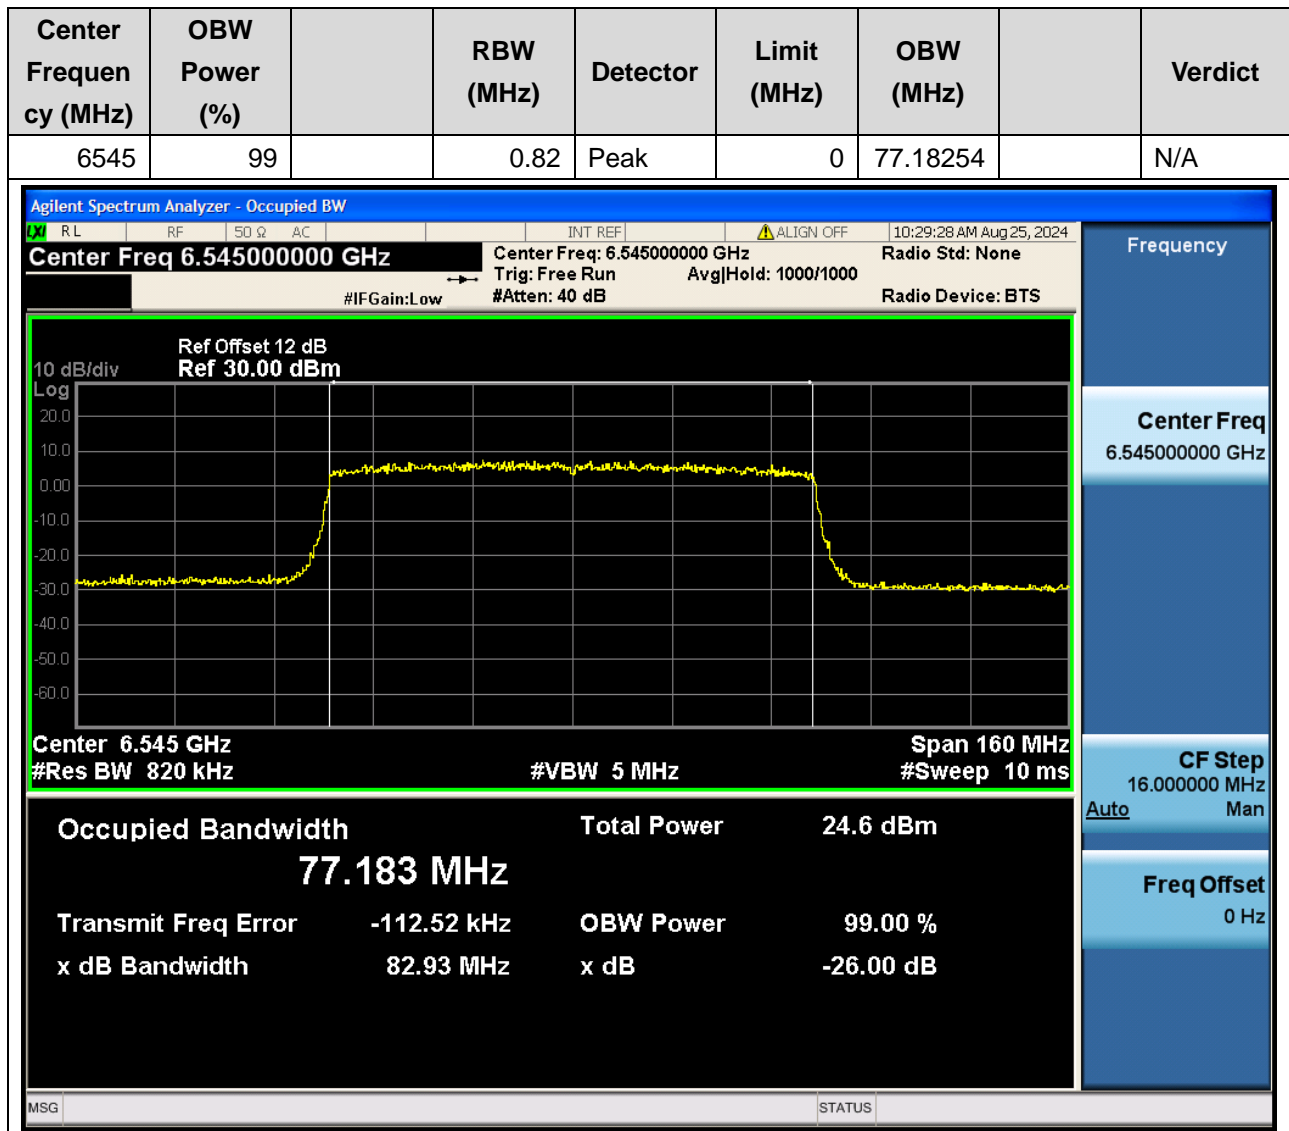 Center Frequen cy (MHz)
OBW Power (%)
RBW (MHz)
Detector
Limit (MHz)
OBW (MHz)
Verdict
6545 99 0.82 Peak 0 77.18254 N/A
Agilent Spectrum Analyzer - Occupied BW
LXI RL RF 50 Ω AC INT REF ALIGN OFF 10:29:28 AM Aug 25, 2024
Center Freq 6.545000000 GHz
Center Freq: 6.545000000 GHz
Radio Std: None
Trig: Free Run Avg|Hold: 1000/1000
#IFGain:Low #Atten: 40 dB Radio Device: BTS
Ref Offset 12 dB
10 dB/div Ref 30.00 dBm
Log
20.0
10.0
0.00
-10.0
-20.0
-30.0
-40.0
-50.0
-60.0
Center 6.545 GHz Span 160 MHz
#Res BW 820 kHz #VBW 5 MHz #Sweep 10 ms
Occupied Bandwidth Total Power 24.6 dBm
77.183 MHz
Transmit Freq Error -112.52 kHz OBW Power 99.00 %
x dB Bandwidth 82.93 MHz x dB -26.00 dB
Frequency
Center Freq
6.545000000 GHz
CF Step
16.000000 MHz
Auto Man
Freq Offset
0 Hz
MSG STATUS